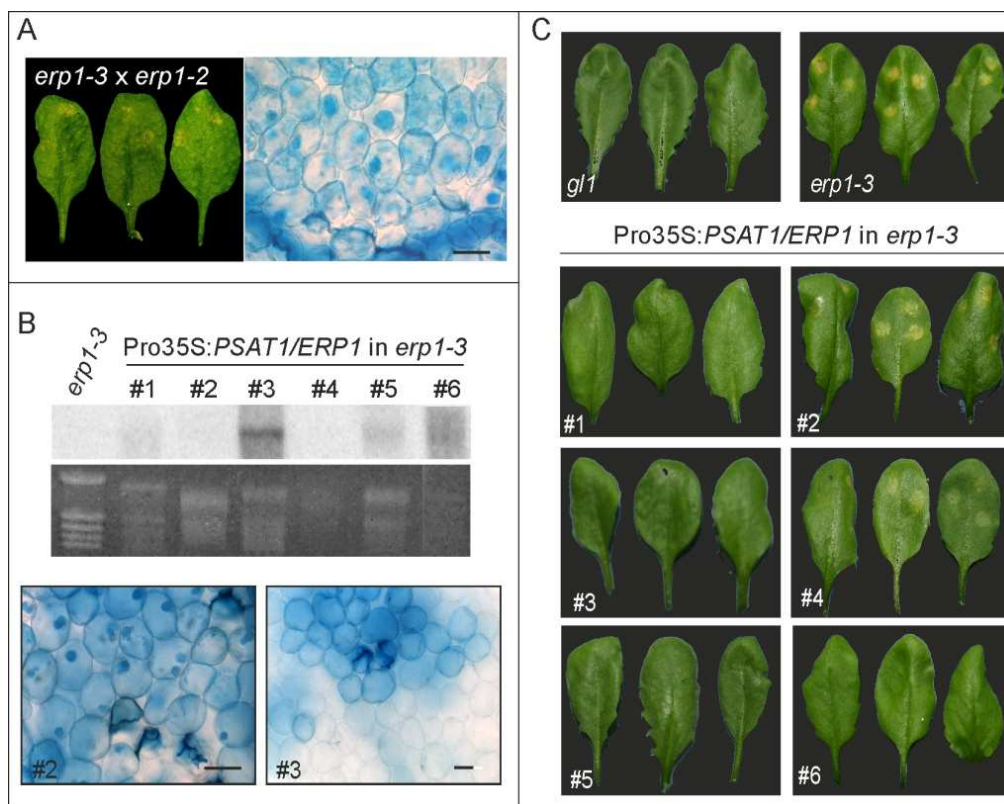 A
erp1-3 x erp1-2
B
erp1-3
Pro35S:PSAT1/ERP1 in erp1-3
#1 #2 #3 #4 #5 #6
#2
#3
C
gl1
erp1-3
Pro35S:PSAT1/ERP1 in erp1-3
#1
#2
#3
#4
#5
#6